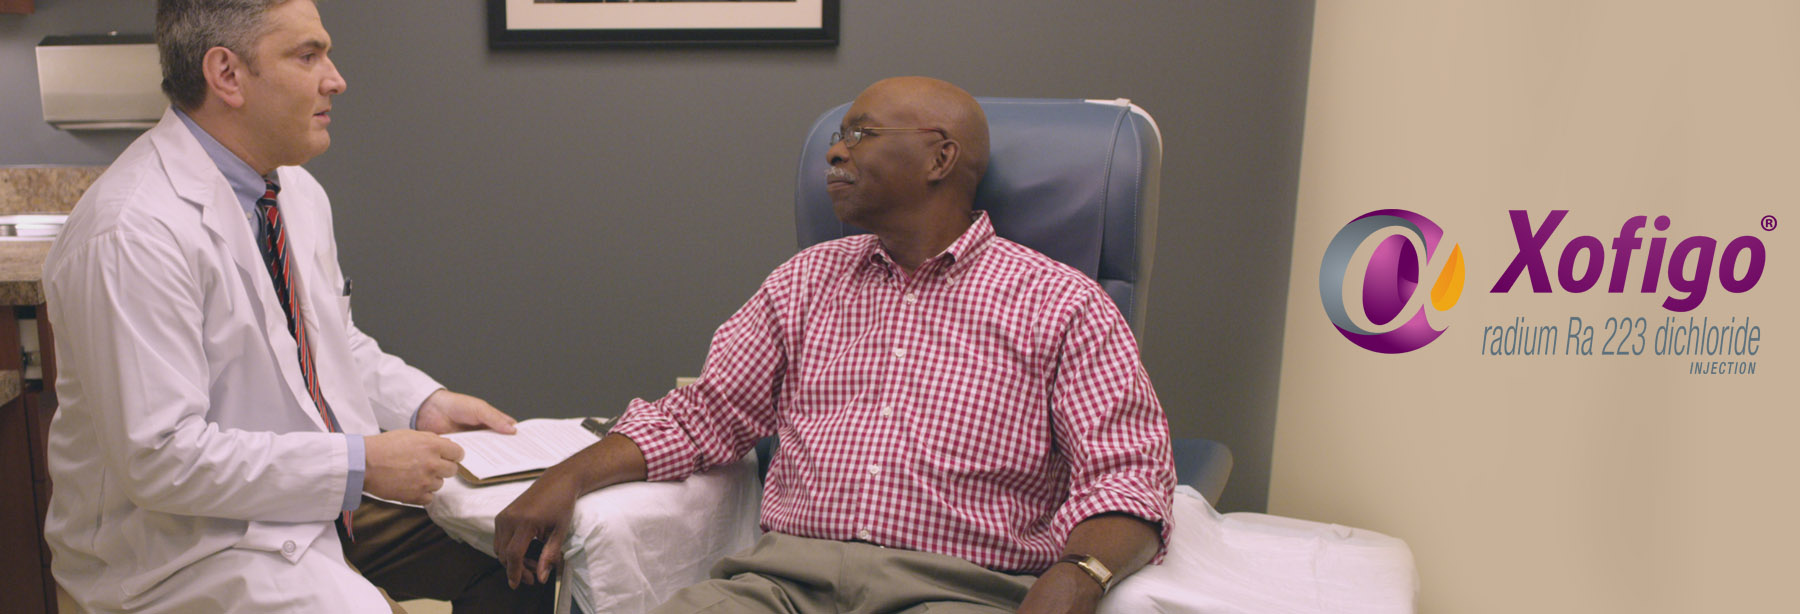 Xofigo®
radium Ra 223 dichloride
INJECTION